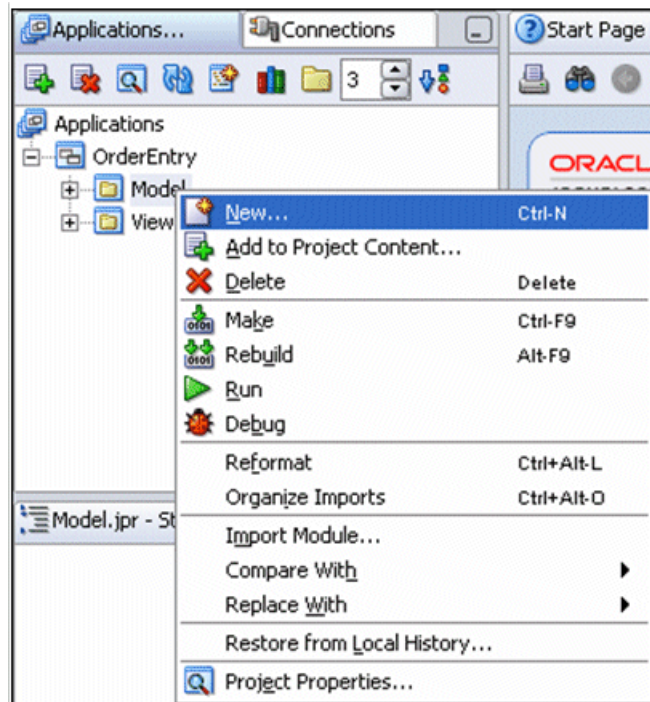 Applications... Connections Start Page
3
Applications
OrderEntry
Model
View
ORACL
New... Ctrl-N
Add to Project Content...
Delete Delete
Make Ctrl-F9
Rebuild Alt-F9
Run
Debug
Reformat Ctrl+Alt-L
Organize Imports Ctrl+Alt-O
Model.jpr - St
Import Module...
Compare With
Replace With
Restore from Local History...
Project Properties...